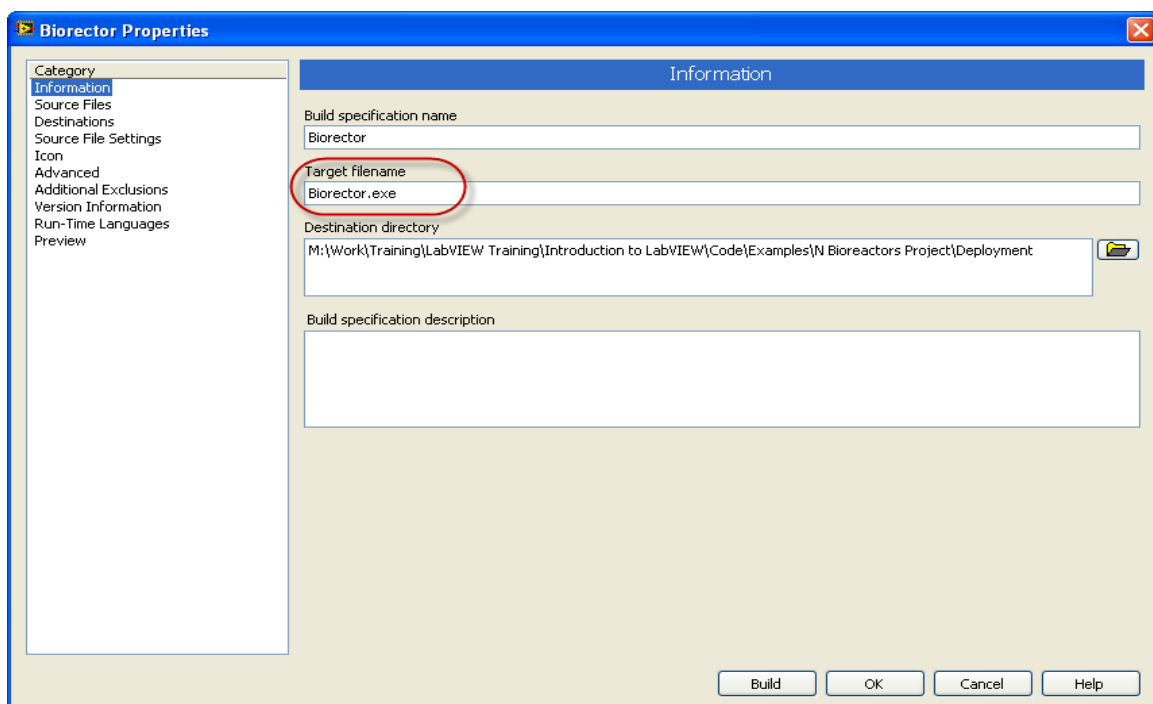 Biorector Properties
Category
Information
Source Files
Destinations
Source File Settings
Icon
Advanced
Additional Exclusions
Version Information
Run-Time Languages
Preview
Information
Build specification name
Biorector
Target filename
Biorector.exe
Destination directory
M:\Work\Training\LabVIEW Training\Introduction to LabVIEW\Code\Examples\N Bioreactors Project\Deployment
Build specification description
Build
OK
Cancel
Help